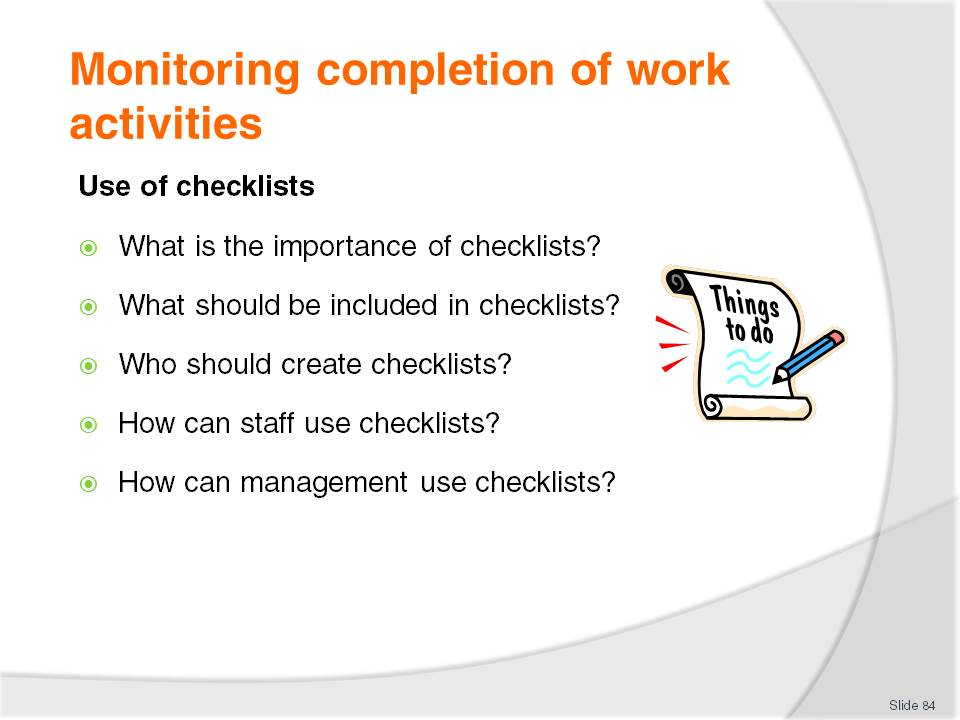 Monitoring completion of work
activities
Use of checklists
What is the importance of checklists?
What should be included in checklists?
Who should create checklists?
How can staff use checklists?
How can management use checklists?
Things
to do
Slide 84